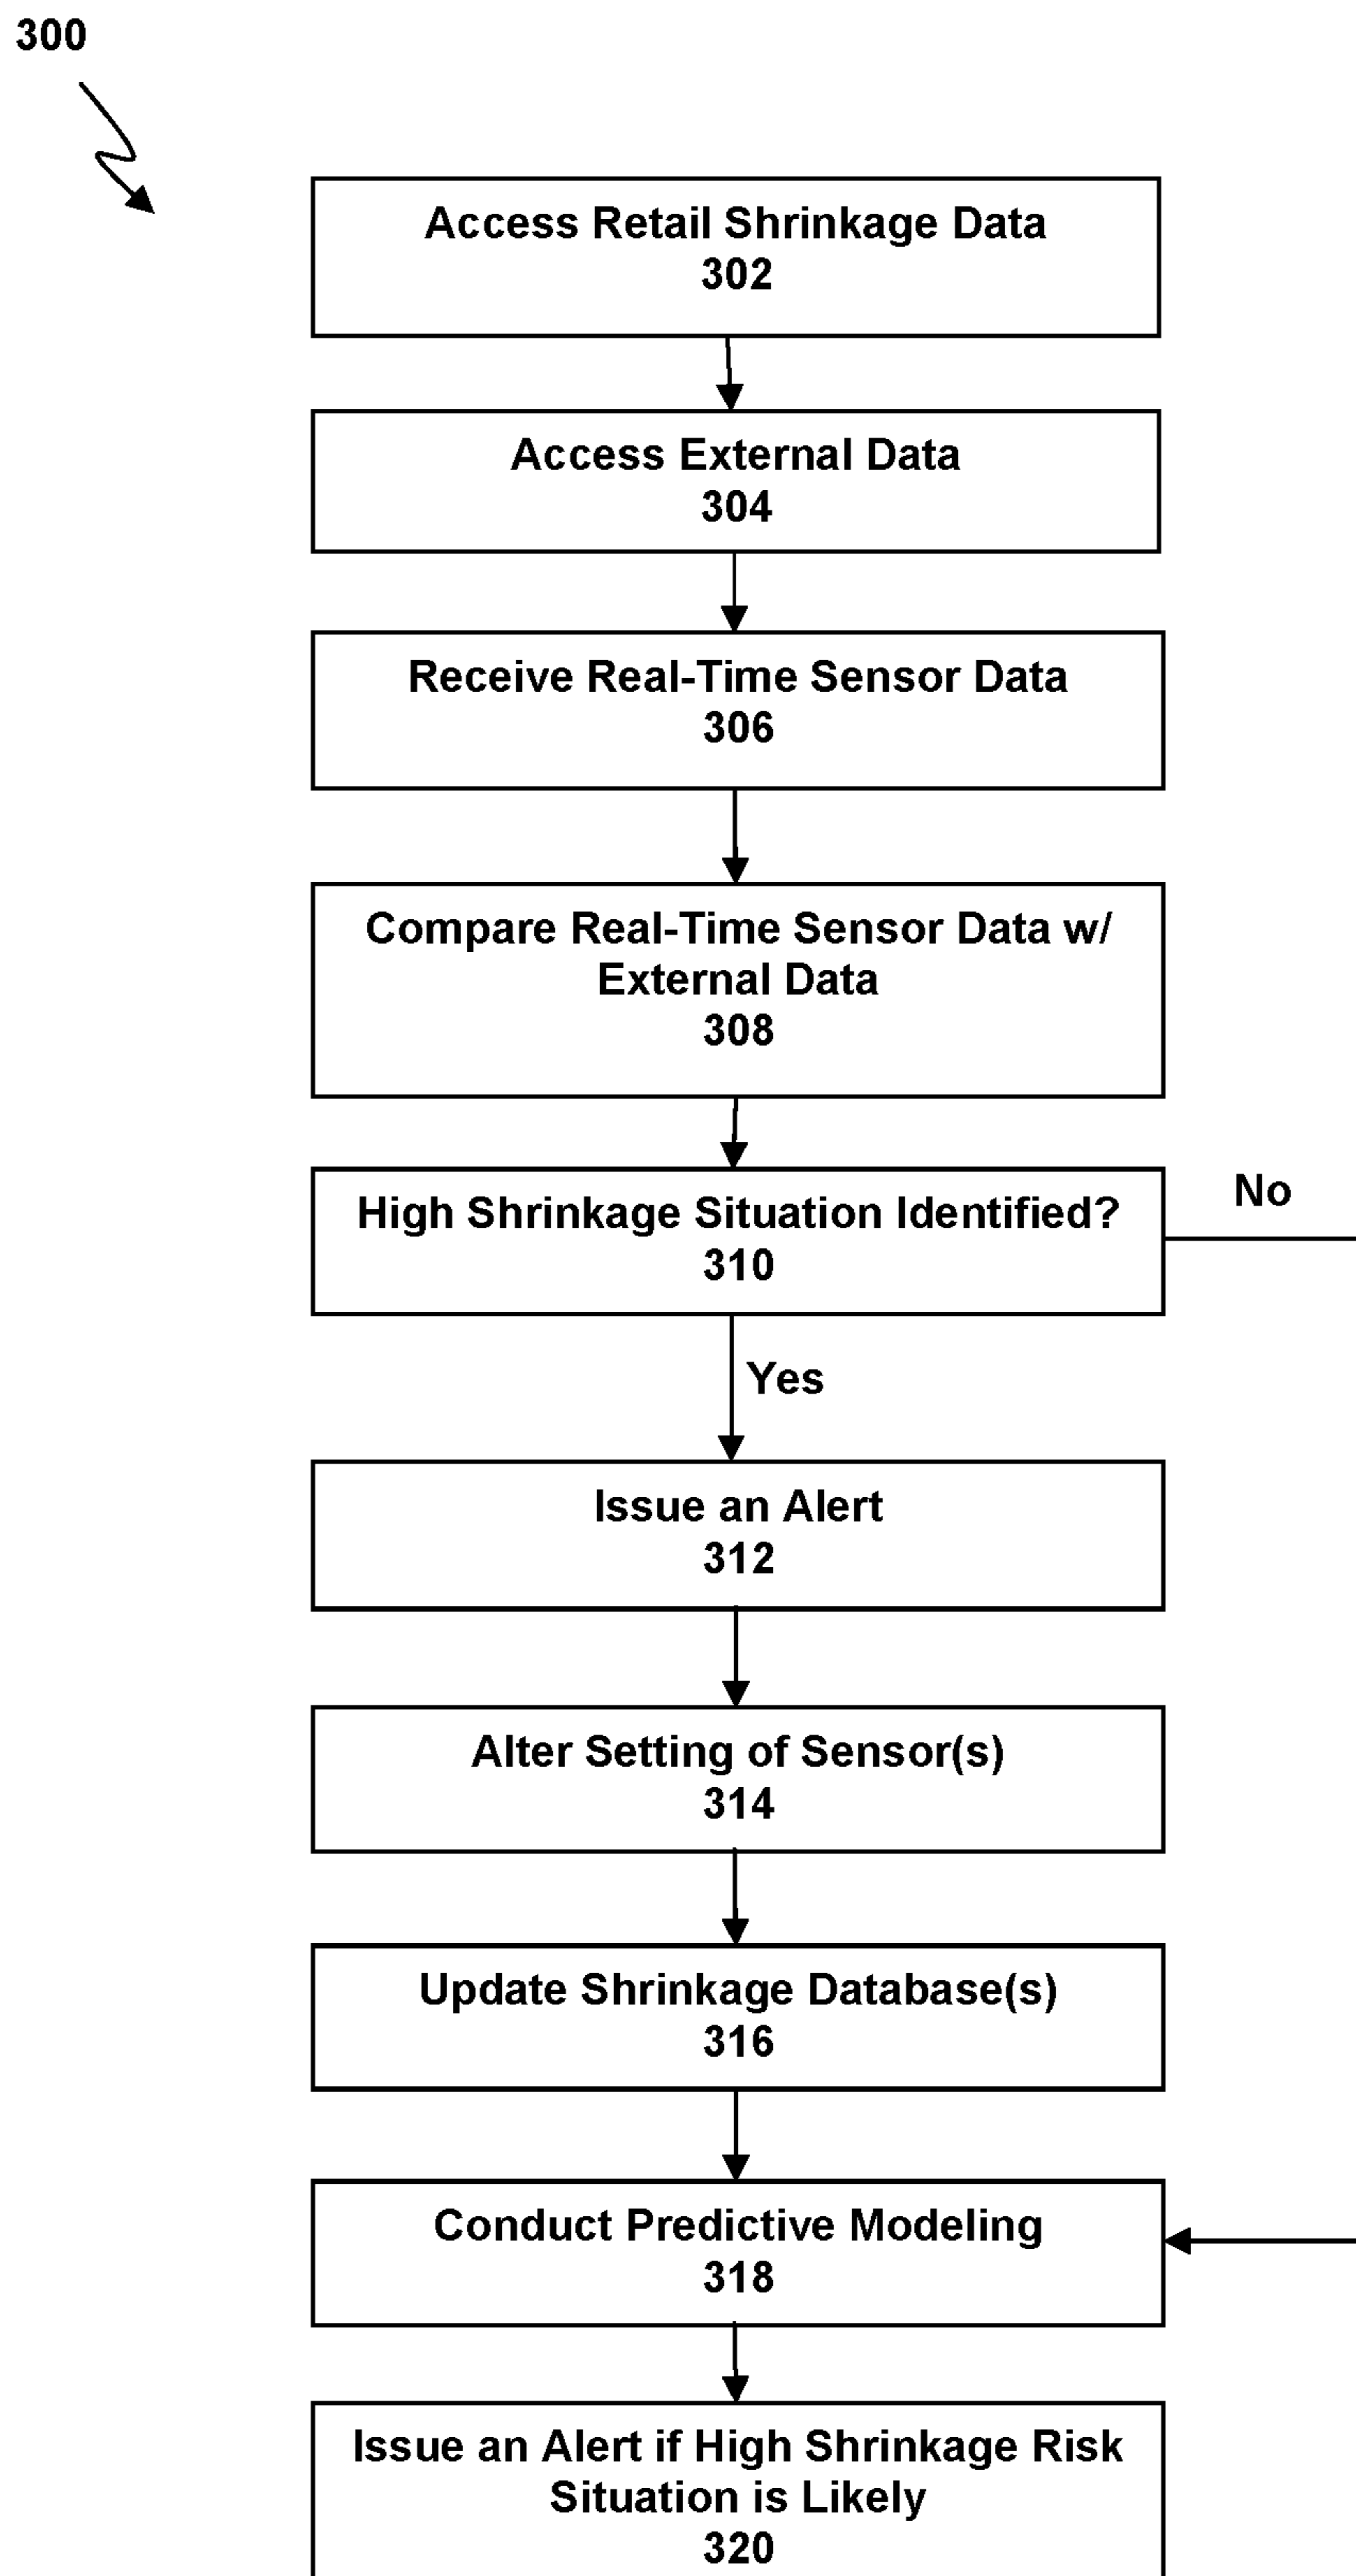 300
Access Retail Shrinkage Data
302
Access External Data
304
Receive Real-Time Sensor Data
306
Compare Real-Time Sensor Data w/
External Data
308
High Shrinkage Situation Identified?
310
No
Yes
Issue an Alert
312
Alter Setting of Sensor(s)
314
Update Shrinkage Database(s)
316
Conduct Predictive Modeling
318
Issue an Alert if High Shrinkage Risk
Situation is Likely
320